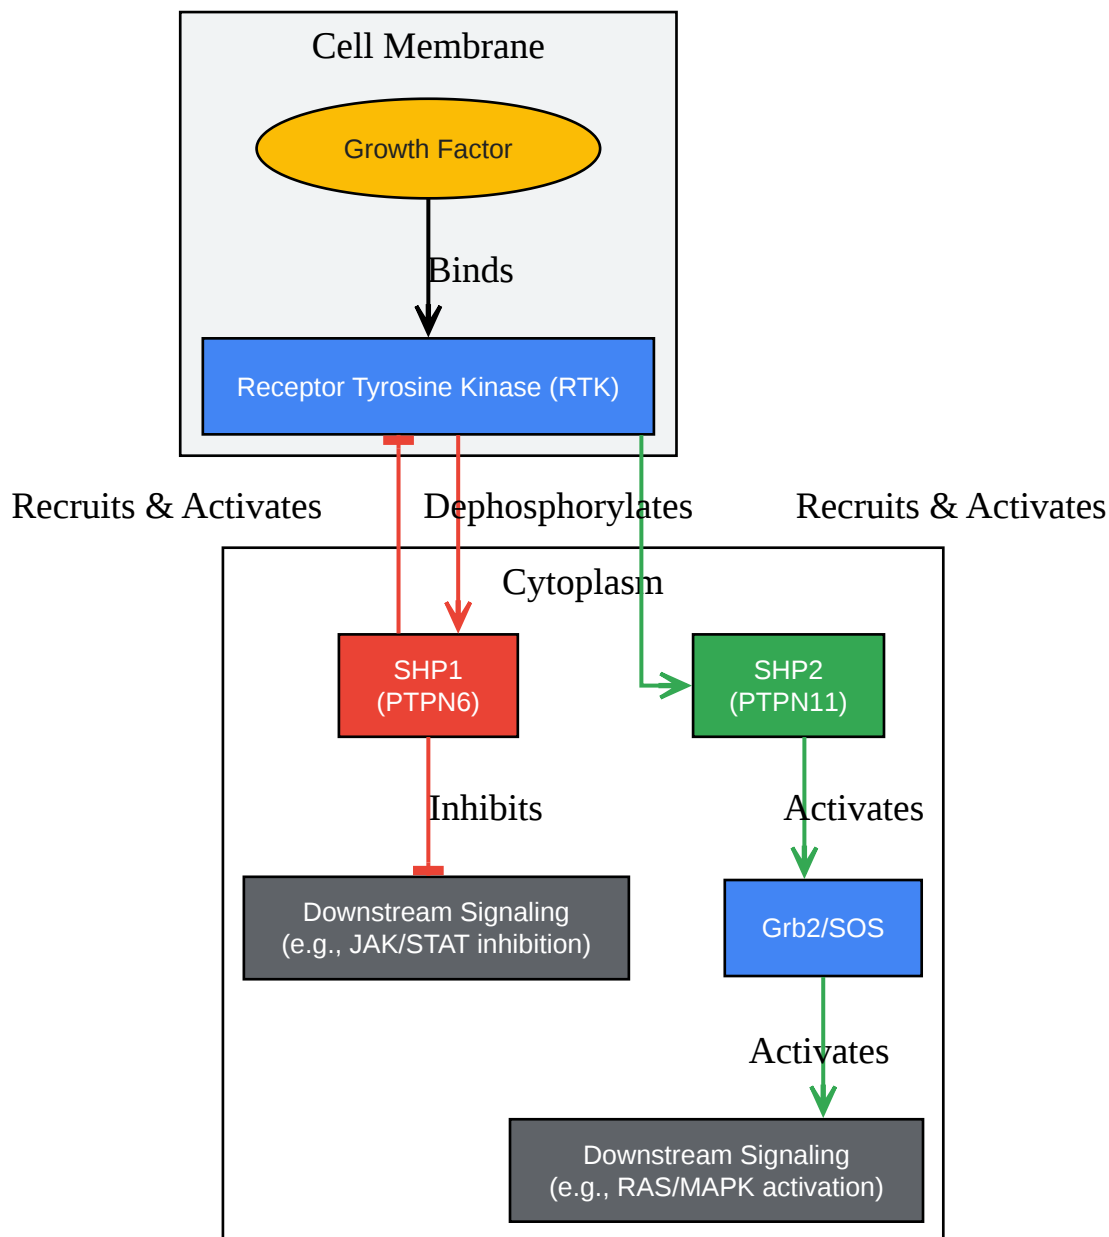 Cell Membrane
Growth Factor
Binds
Receptor Tyrosine Kinase (RTK)
Recruits & Activates
Dephosphorylates
Recruits & Activates
Cytoplasm
SHP1
(PTPN6)
SHP2
(PTPN11)
Inhibits
Activates
Downstream Signaling
(e.g., JAK/STAT inhibition)
Grb2/SOS
Activates
Downstream Signaling
(e.g., RAS/MAPK activation)